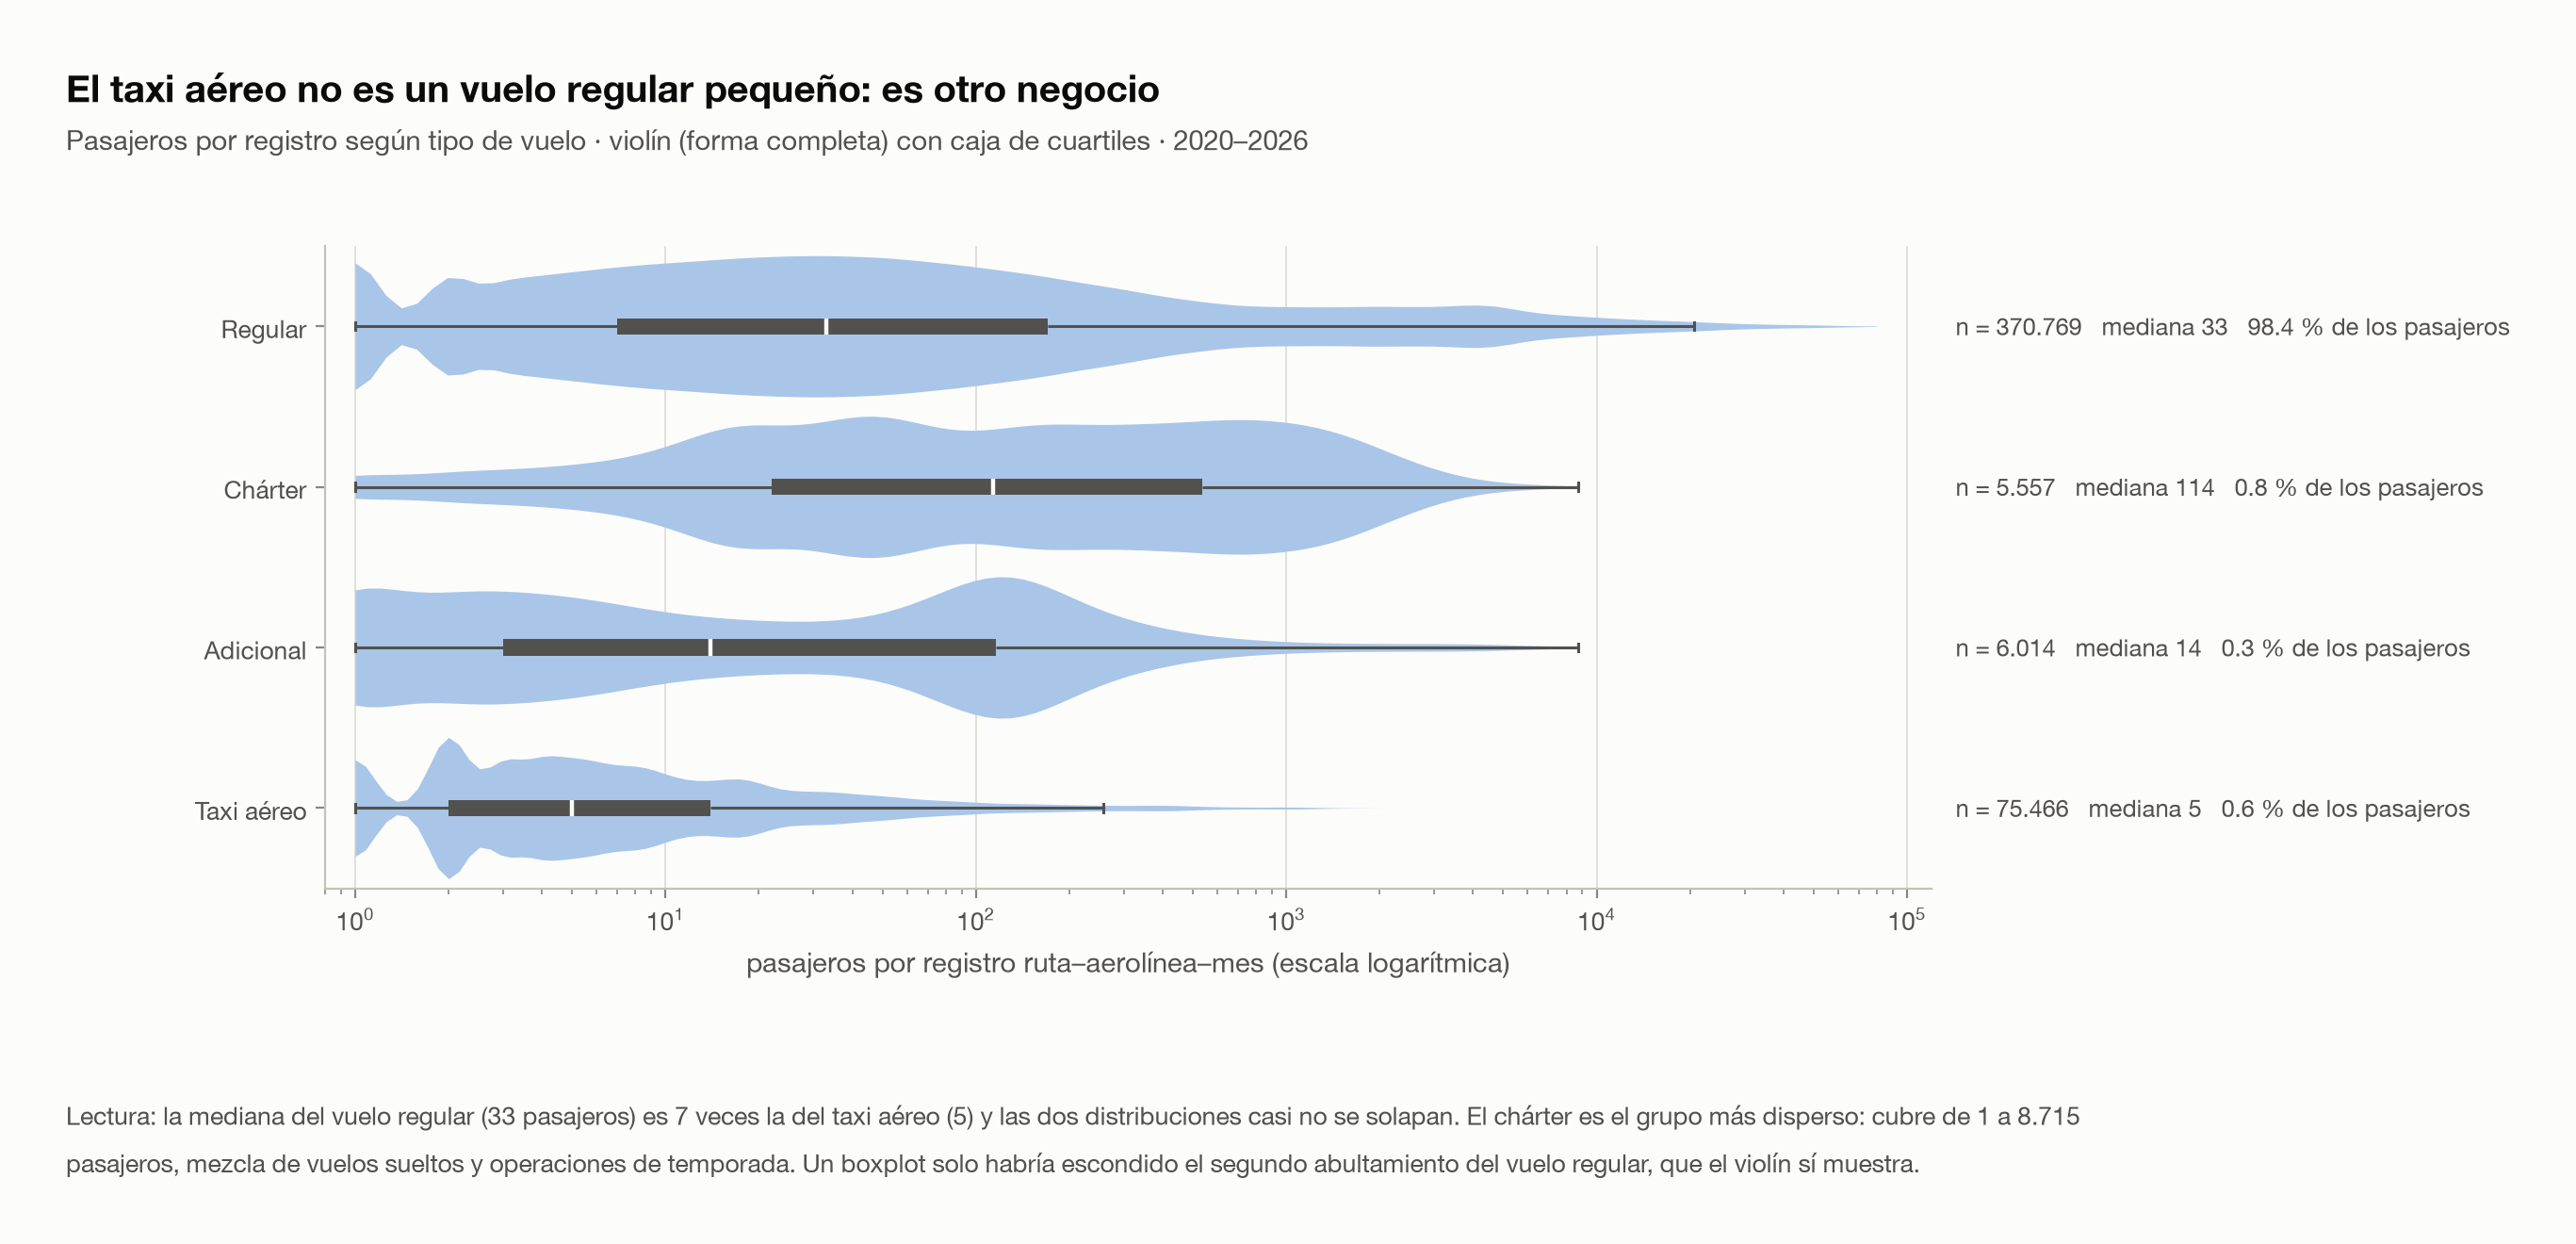 El taxi aéreo no es un vuelo regular pequeño: es otro negocio
Pasajeros por registro según tipo de vuelo · violín (forma completa) con caja de cuartiles · 2020–2026
Regular
n = 370.769 mediana 33 98.4 % de los pasajeros
Chárter
n = 5.557 mediana 114 0.8 % de los pasajeros
Adicional
n = 6.014 mediana 14 0.3 % de los pasajeros
Taxi aéreo
n = 75.466 mediana 5 0.6 % de los pasajeros
10⁰ 10¹ 10² 10³ 10⁴ 10⁵
pasajeros por registro ruta–aerolínea–mes (escala logarítmica)
Lectura: la mediana del vuelo regular (33 pasajeros) es 7 veces la del taxi aéreo (5) y las dos distribuciones casi no se solapan. El chárter es el grupo más disperso: cubre de 1 a 8.715
pasajeros, mezcla de vuelos sueltos y operaciones de temporada. Un boxplot solo habría escondido el segundo abultamiento del vuelo regular, que el violín sí muestra.